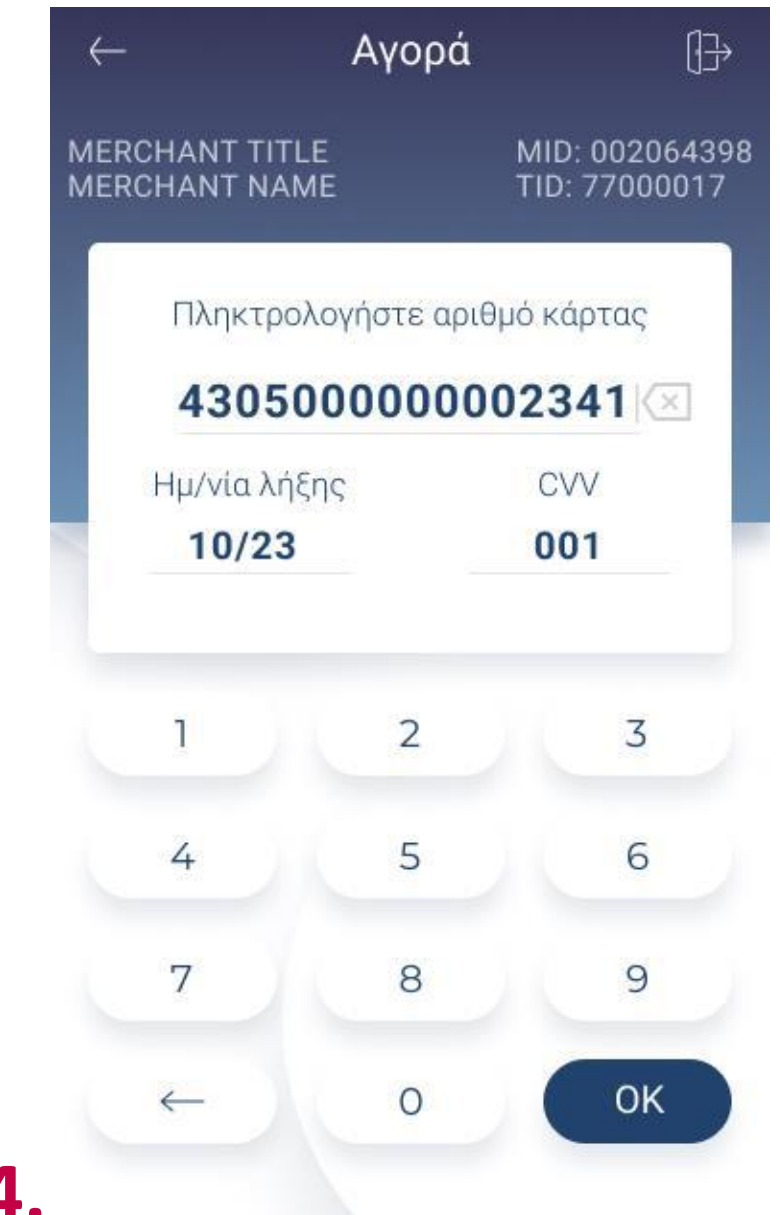 Αγορά
MERCHANT TITLE MID: 002064398
MERCHANT NAME TID: 77000017
Πληκτρολογήστε αριθμό κάρτας
4305000000002341
Ημ/νία λήξης CVV
10/23 001
1 2 3
4 5 6
7 8 9
0 OK
4.